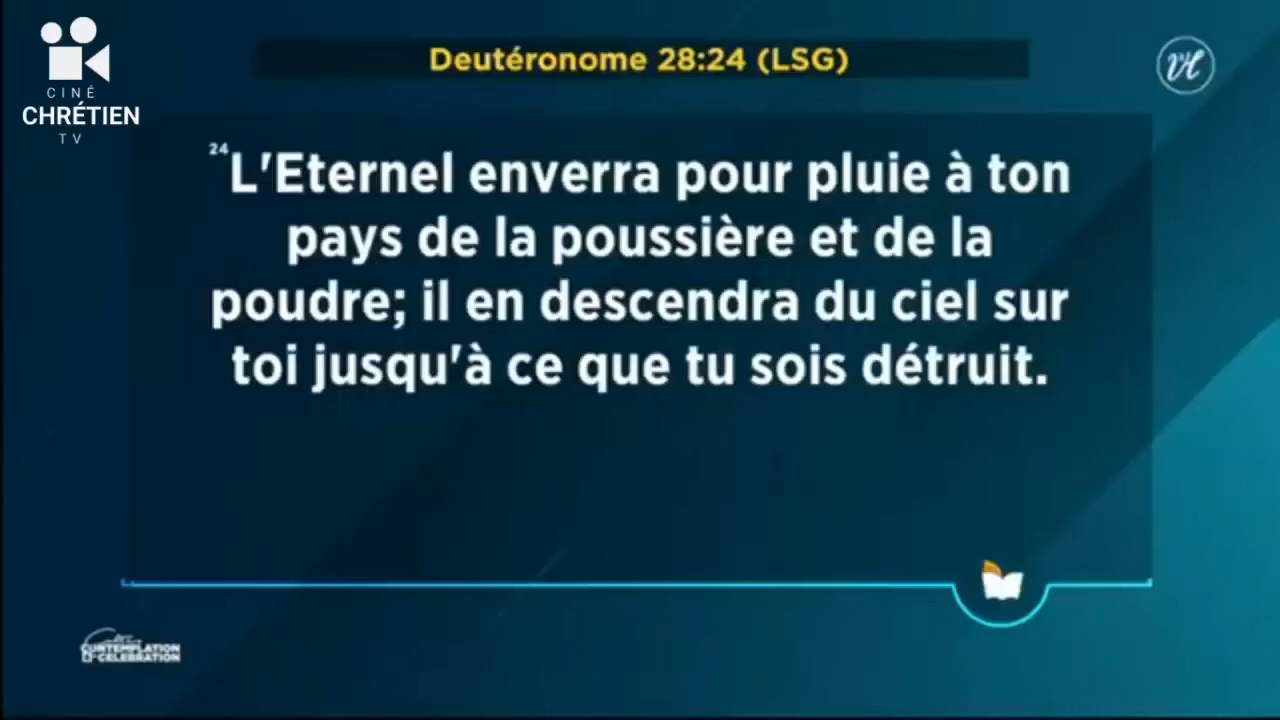 CINÉ
CHRÉTIEN
TV
Deutéronome 28:24 (LSG)
24 L'Eternel enverra pour pluie à ton
pays de la poussière et de la
poudre; il en descendra du ciel sur
toi jusqu'à ce que tu sois détruit.
CONTEMPLATION
& CELEBRATION